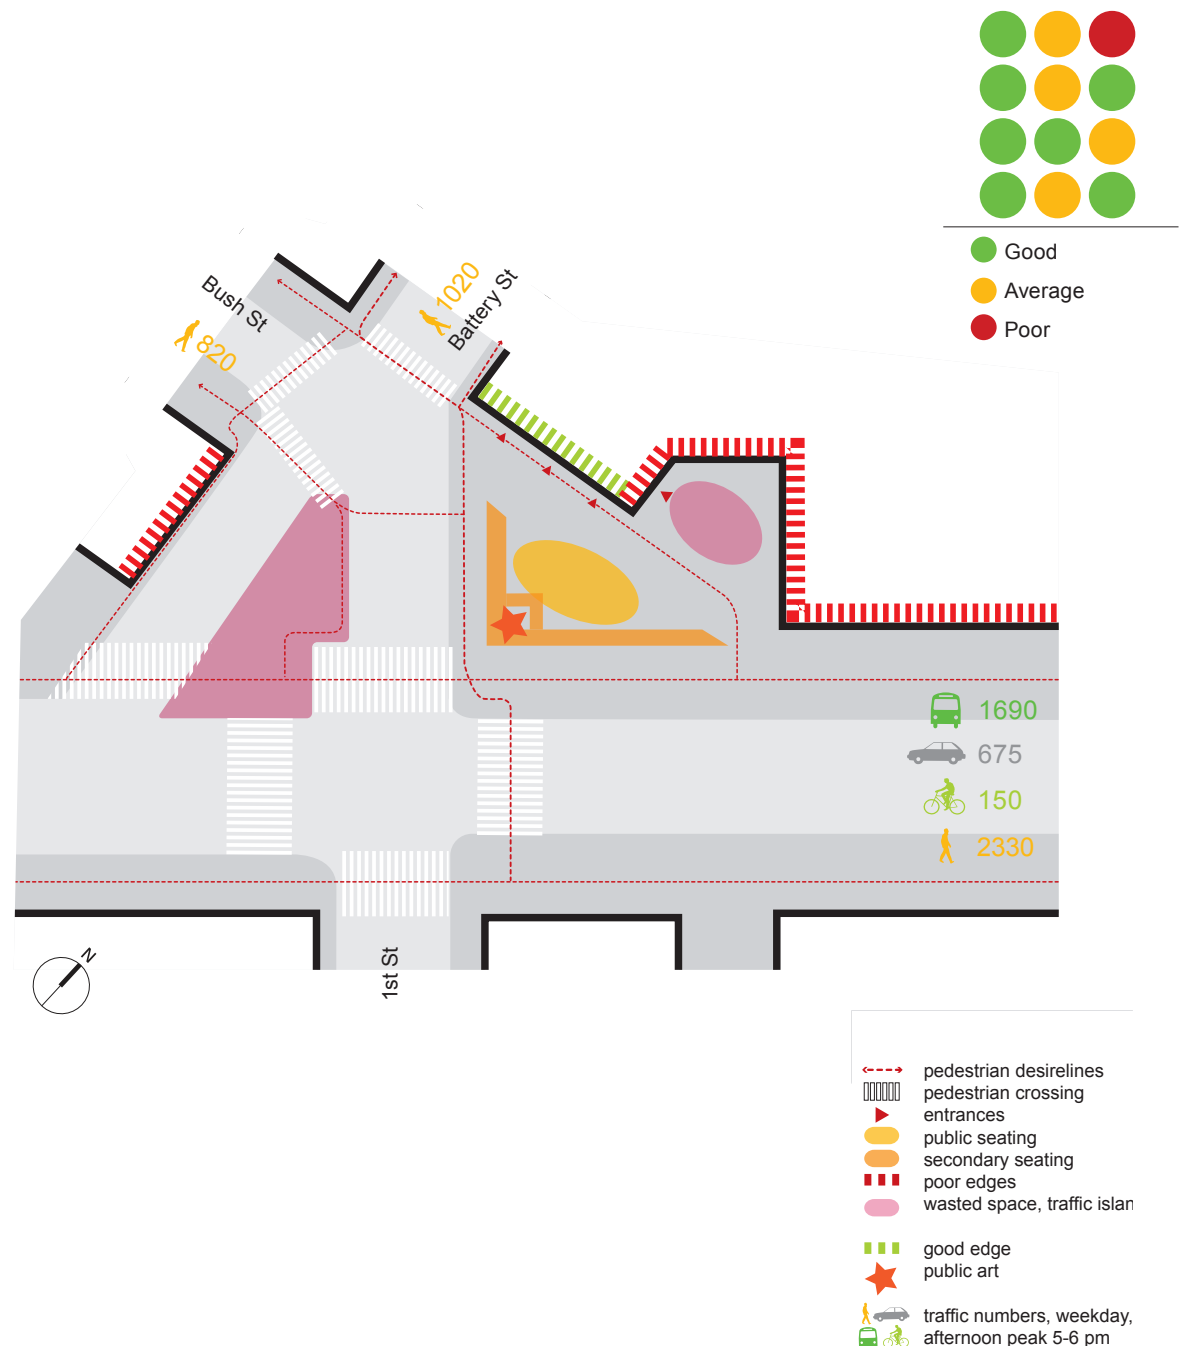 Good
Average
Poor
Bush St
820
1020
Battery St
1690
675
150
2330
N
1st St
pedestrian desirelines
pedestrian crossing
entrances
public seating
secondary seating
poor edges
wasted space, traffic islan
good edge
public art
traffic numbers, weekday,
afternoon peak 5-6 pm